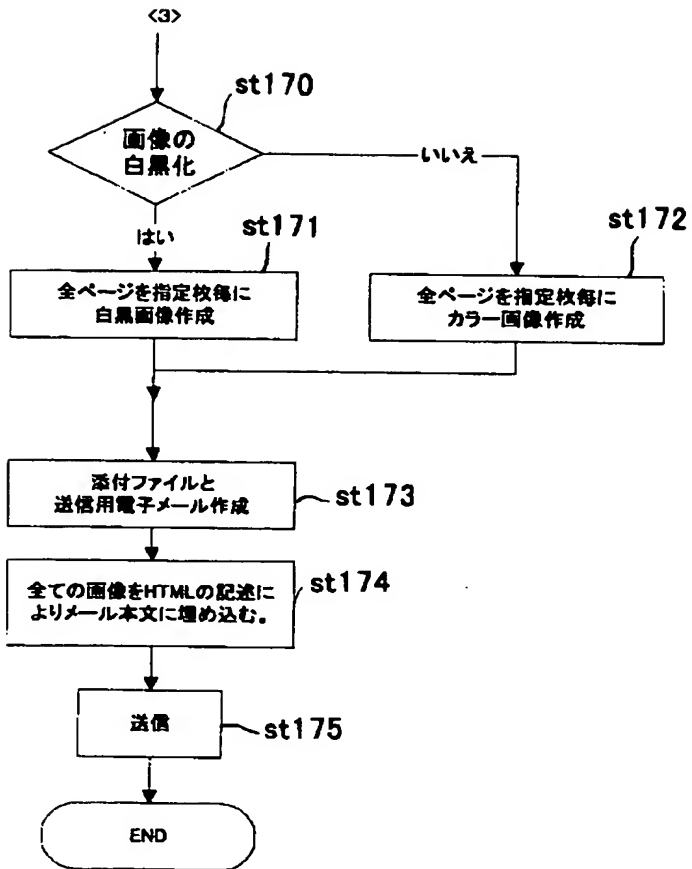 <3>
st170
画像の
白黒化
いいえ
はい
st171
st172
全ページを指定枚毎に
白黒画像作成
全ページを指定枚毎に
カラー画像作成
添付ファイルと
送信用電子メール作成
st173
全ての画像をHTMLの記述に
よりメール本文に埋め込む。
st174
送信
st175
END